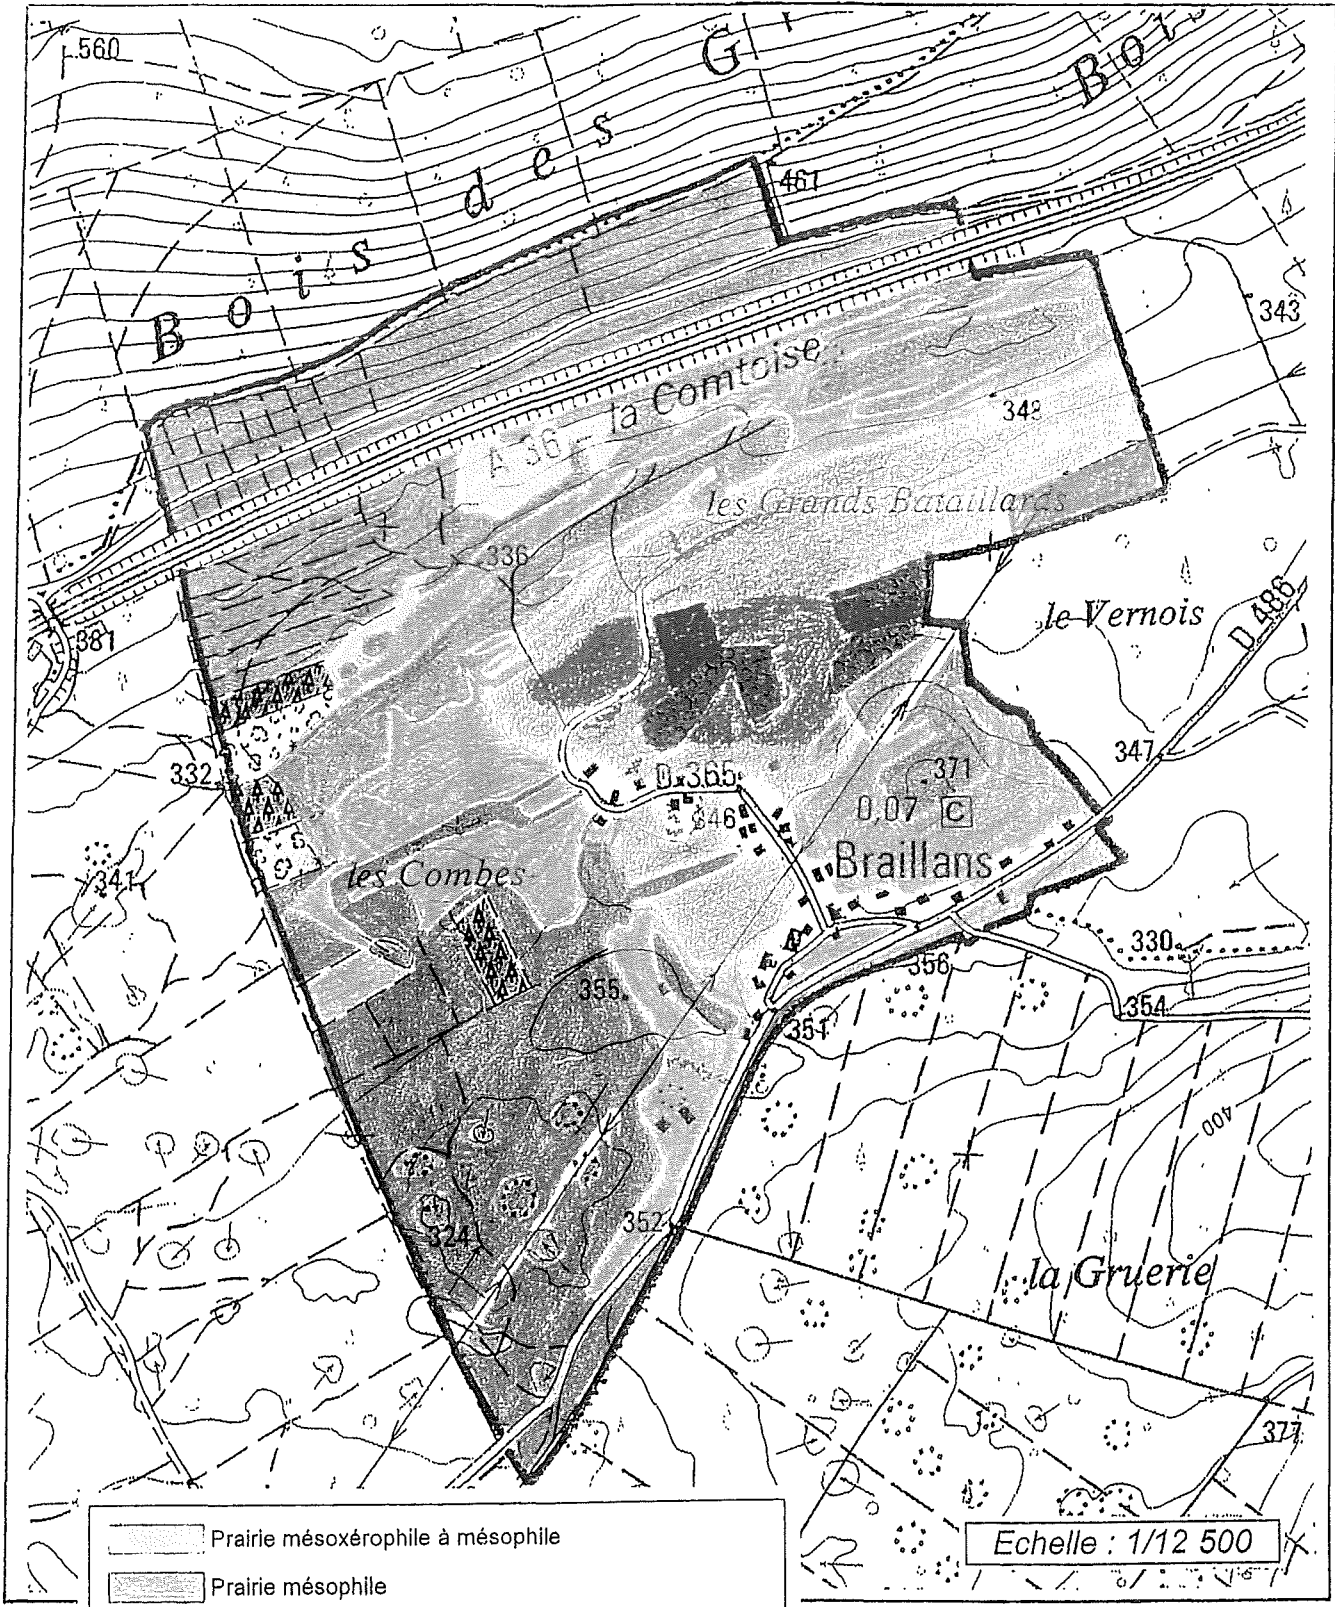 560
Bois des G
Bois
461
343
la Comtoise
A 36
348
les Grands Bataillards
336
le Vernois
D 486
381
332
347
D 365
371
346
0,07 C
Braillans
341
les Combes
330
356
355
354
351
400
352
324
la Gruerie
377
Prairie mésoxérophile à mésophile
Prairie mésophile
Echelle : 1/12 500